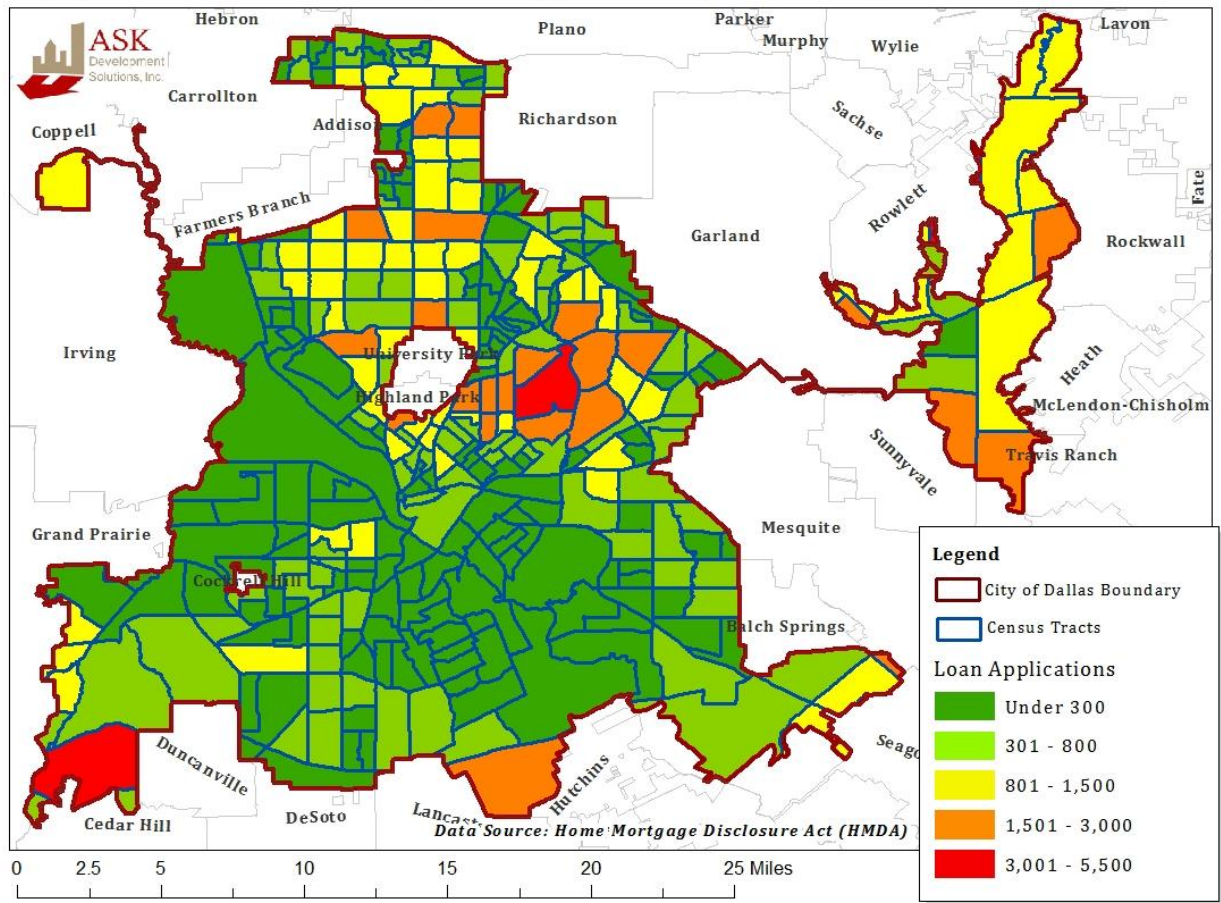 ASK
Development
Solutions, Inc.
Hebron
Plano
Parker
Murphy
Wylie
Lavon
Carrollton
Addison
Richardson
Sachse
Coppell
Farmers Branch
Garland
Rowlett
Rockwall
Fate
Irving
University Park
Highland Park
Heath
McLendon-Chisholm
Sunnyvale
Travis Ranch
Grand Prairie
Mesquite
Cockrell Hill
Balch Springs
Duncanville
Seago
Hutchins
Cedar Hill
DeSoto
Lancas
Data Source: Home Mortgage Disclosure Act (HMDA)
Legend
City of Dallas Boundary
Census Tracts
Loan Applications
Under 300
301 - 800
801 - 1,500
1,501 - 3,000
3,001 - 5,500
0 2.5 5 10 15 20 25 Miles